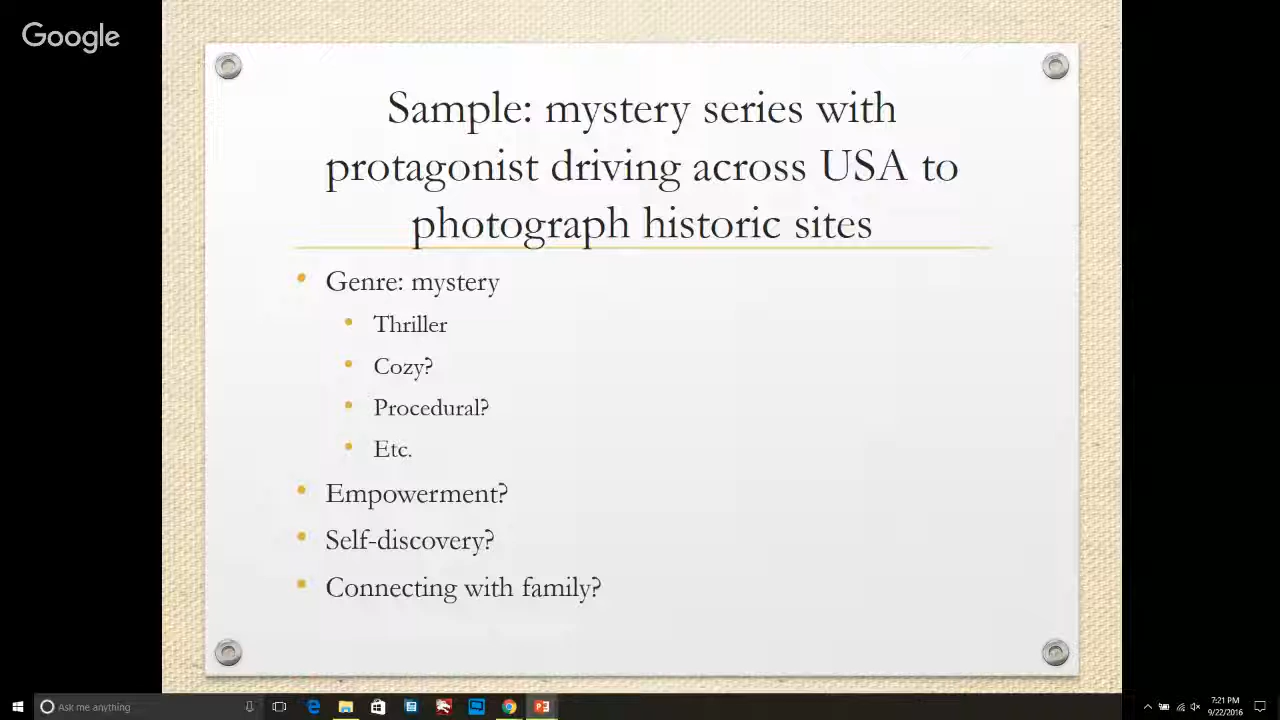 Google
Sample: mystery series with
protagonist driving across USA to
photograph historic sites
Genre: mystery
Thriller
Cozy?
Procedural?
Etc.
Empowerment?
Self-discovery?
Connecting with family?
Ask me anything
7:21 PM
9/22/2016